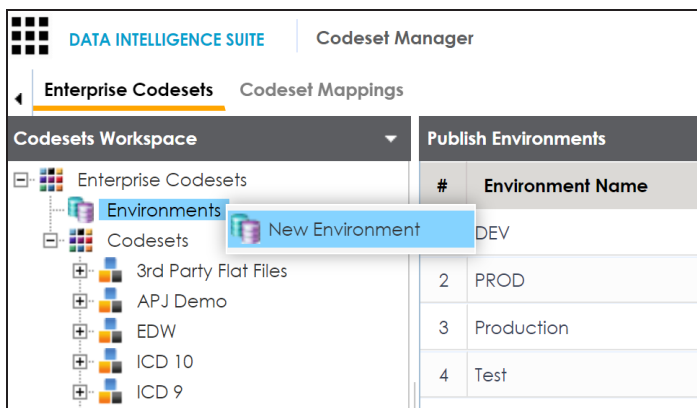 DATA INTELLIGENCE SUITE Codeset Manager
Enterprise Codesets Codeset Mappings
Codesets Workspace
Enterprise Codesets
Environments
New Environment
Codesets
3rd Party Flat Files
APJ Demo
EDW
ICD 10
ICD 9
Publish Environments
# Environment Name
DEV
2 PROD
3 Production
4 Test